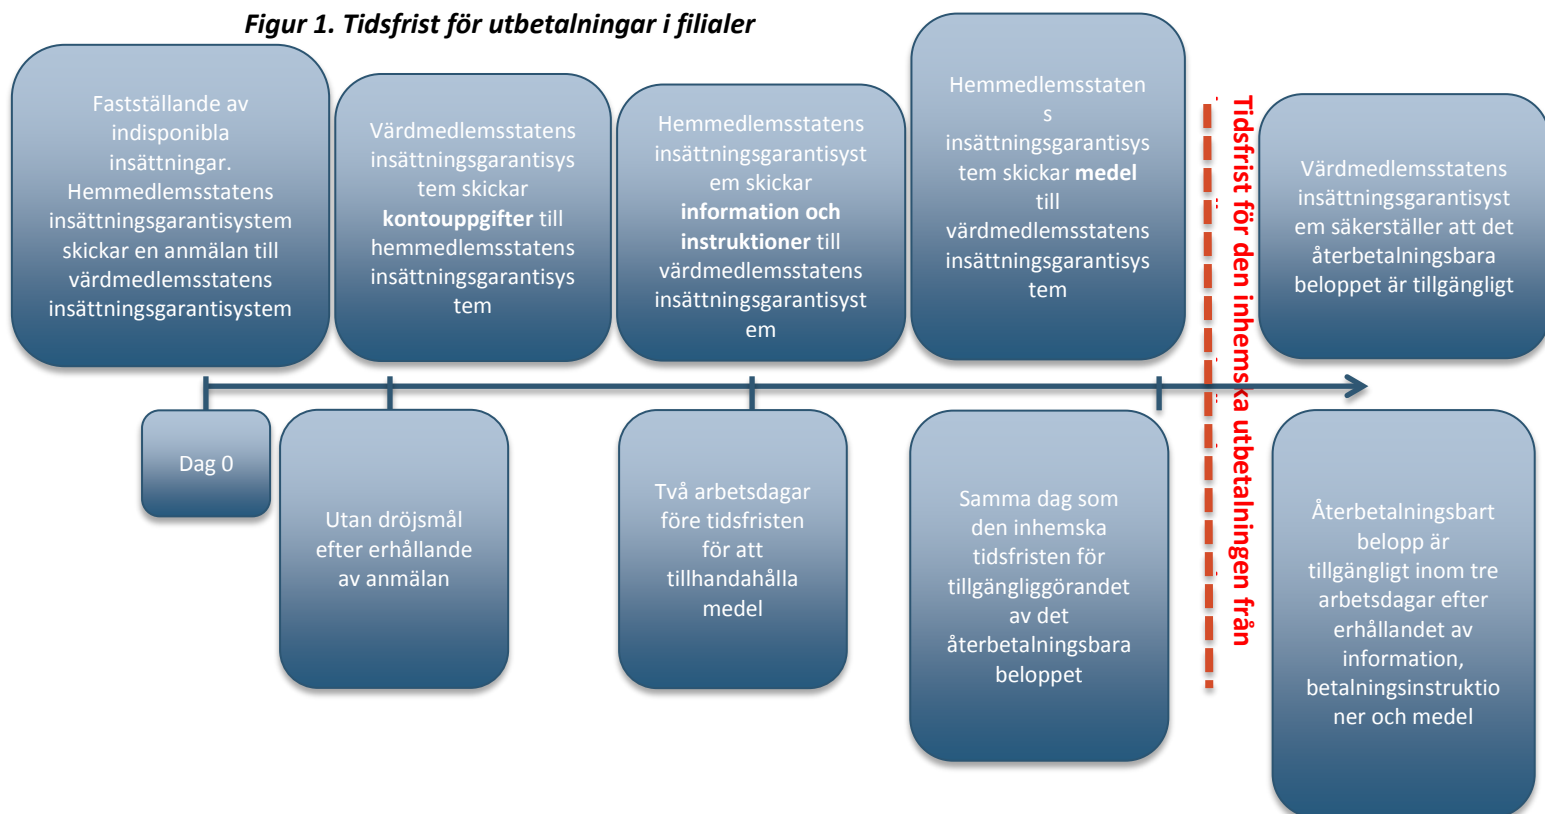 Figur 1. Tidsfrist för utbetalningar i filialer
Fastställande av
indisponibla
insättningar.
Hemmedlemsstatens
insättningsgarantisystem
skickar en anmälan till
värdmedlemsstatens
insättningsgarantisystem
Värdmedlemsstatens
insättningsgarantisys
tem skickar
kontouppgifter till
hemmedlemsstatens
insättningsgarantisys
tem
Hemmedlemsstatens
insättningsgarantisyst
em skickar
information och
instruktioner till
värdmedlemsstatens
insättningsgarantisyst
em
Hemmedlemsstaten
s
insättningsgarantisys
tem skickar medel
till
värdmedlemsstatens
insättningsgarantisys
tem
Tidsfrist för den inhemska utbetalningen från
Värdmedlemsstatens
insättningsgarantisyst
em säkerställer att det
återbetalningsbara
beloppet är tillgängligt
Dag 0
Utan dröjsmål
efter erhållande
av anmälan
Två arbetsdagar
före tidsfristen
för att
tillhandahålla
medel
Samma dag som
den inhemska
tidsfristen för
tillgängliggörandet
av det
återbetalningsbara
beloppet
Återbetalningsbart
belopp är
tillgängligt inom tre
arbetsdagar efter
erhållandet av
information,
betalningsinstruktio
ner och medel